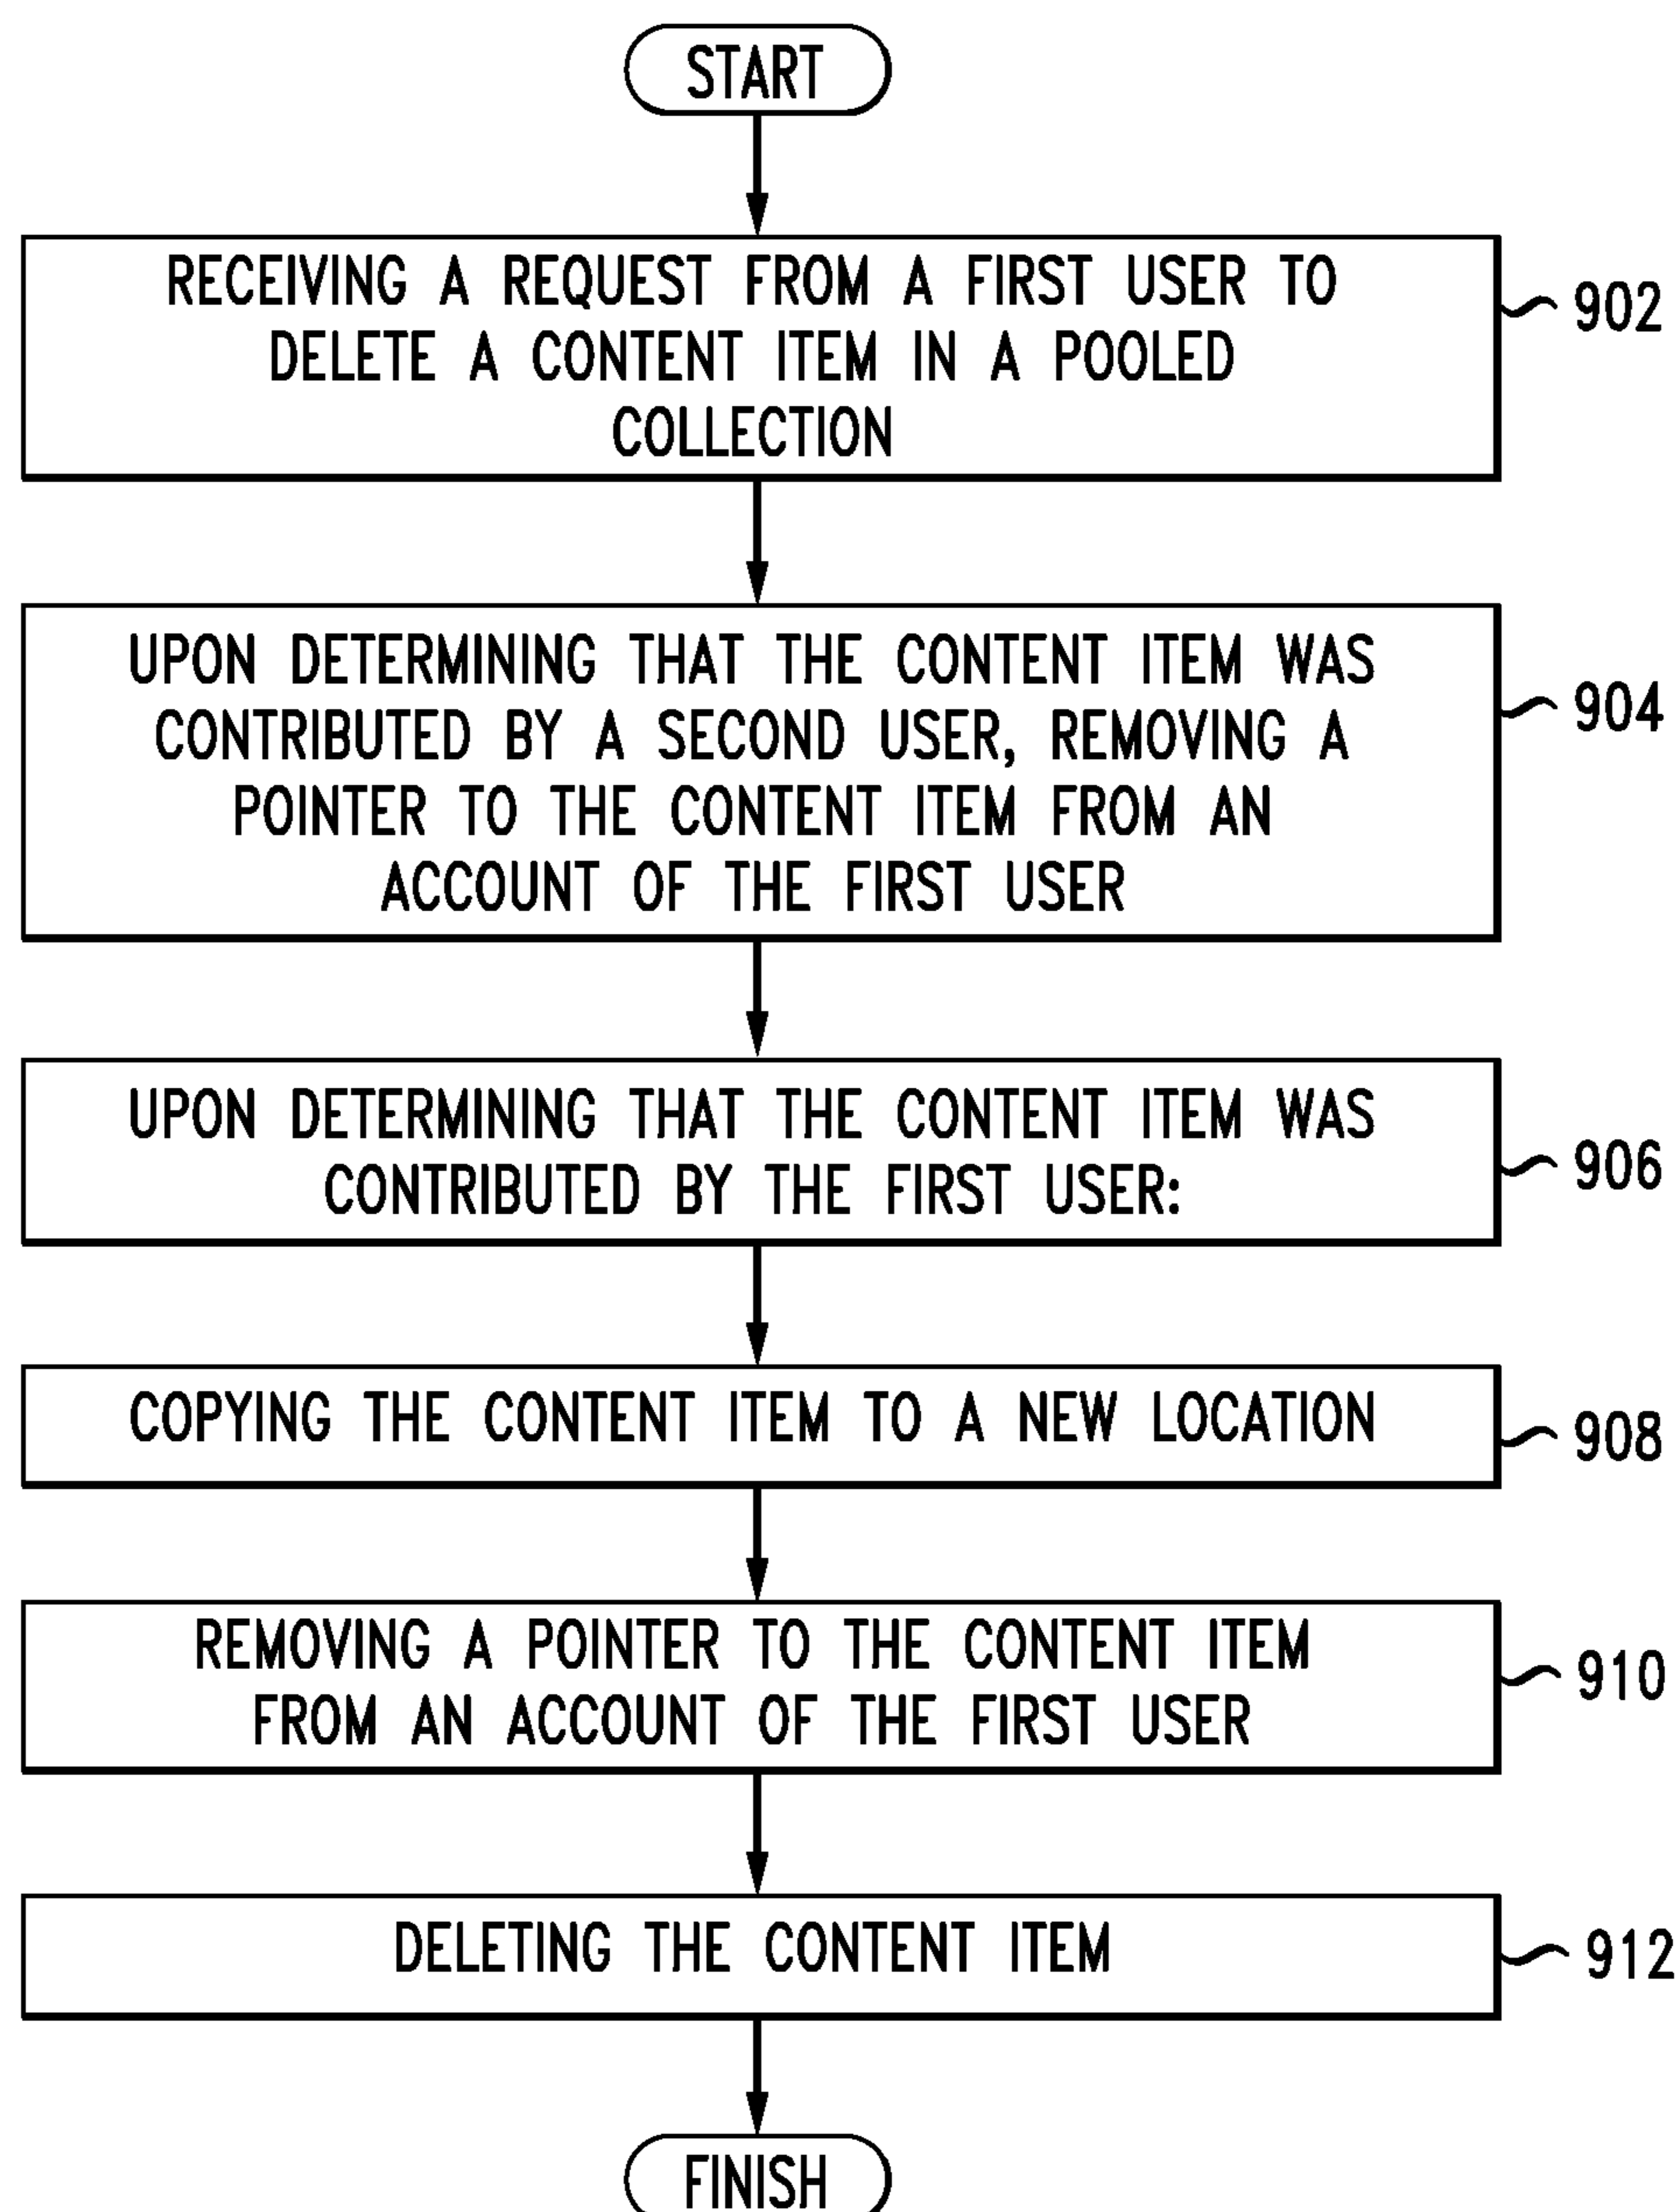 START
RECEIVING A REQUEST FROM A FIRST USER TO
DELETE A CONTENT ITEM IN A POOLED
COLLECTION
902
UPON DETERMINING THAT THE CONTENT ITEM WAS
CONTRIBUTED BY A SECOND USER, REMOVING A
POINTER TO THE CONTENT ITEM FROM AN
ACCOUNT OF THE FIRST USER
904
UPON DETERMINING THAT THE CONTENT ITEM WAS
CONTRIBUTED BY THE FIRST USER:
906
COPYING THE CONTENT ITEM TO A NEW LOCATION
908
REMOVING A POINTER TO THE CONTENT ITEM
FROM AN ACCOUNT OF THE FIRST USER
910
DELETING THE CONTENT ITEM
912
FINISH